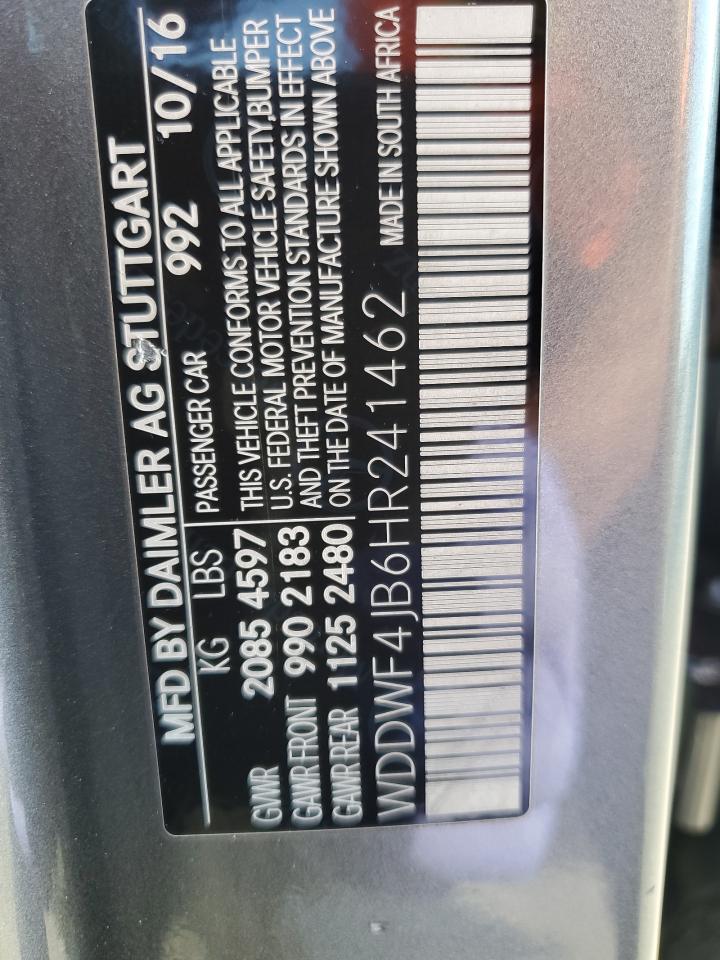 MFD BY DAIMLER AG STUTTGART
992 10/16
KG LBS PASSENGER CAR
GVWR 2085 4597 THIS VEHICLE CONFORMS TO ALL APPLICABLE
GAWR FRONT 990 2183 U.S. FEDERAL MOTOR VEHICLE SAFETY,BUMPER
GAWR REAR 1125 2480 AND THEFT PREVENTION STANDARDS IN EFFECT
ON THE DATE OF MANUFACTURE SHOWN ABOVE
WDDWF4JB6HR241462 MADE IN SOUTH AFRICA